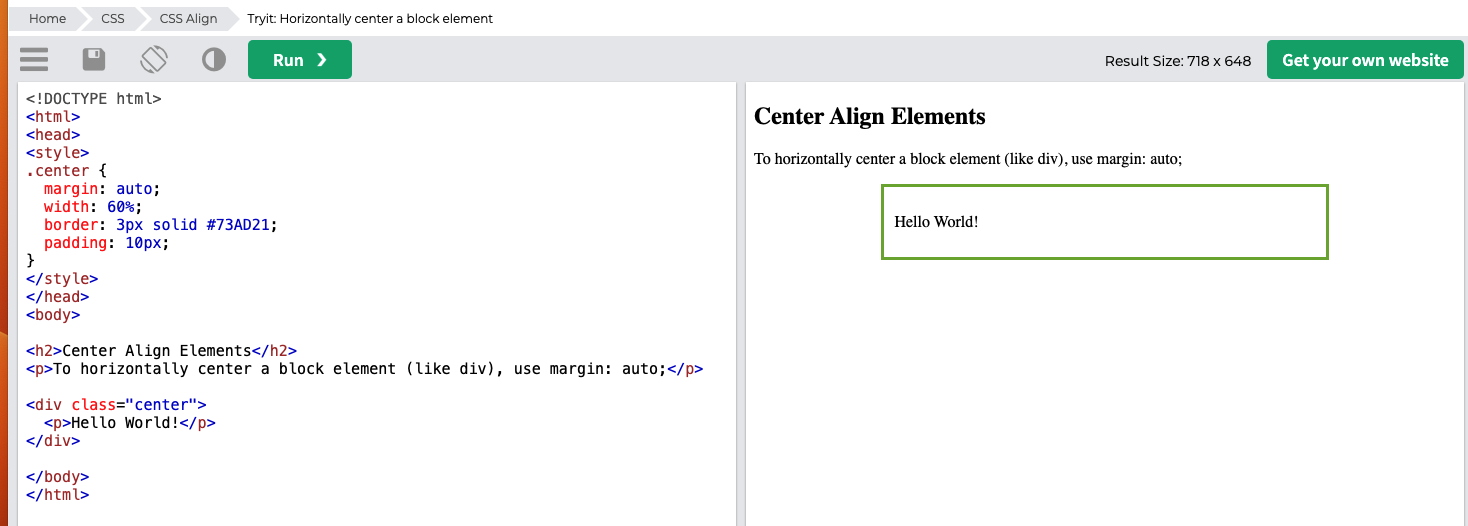 Home CSS CSS Align Tryit: Horizontally center a block element
Run ❯ Result Size: 718 x 648 Get your own website
<!DOCTYPE html>
<html>
<head>
<style>
.center {
  margin: auto;
  width: 60%;
  border: 3px solid #73AD21;
  padding: 10px;
}
</style>
</head>
<body>

<h2>Center Align Elements</h2>
<p>To horizontally center a block element (like div), use margin: auto;</p>

<div class="center">
  <p>Hello World!</p>
</div>

</body>
</html>
Center Align Elements
To horizontally center a block element (like div), use margin: auto;
Hello World!